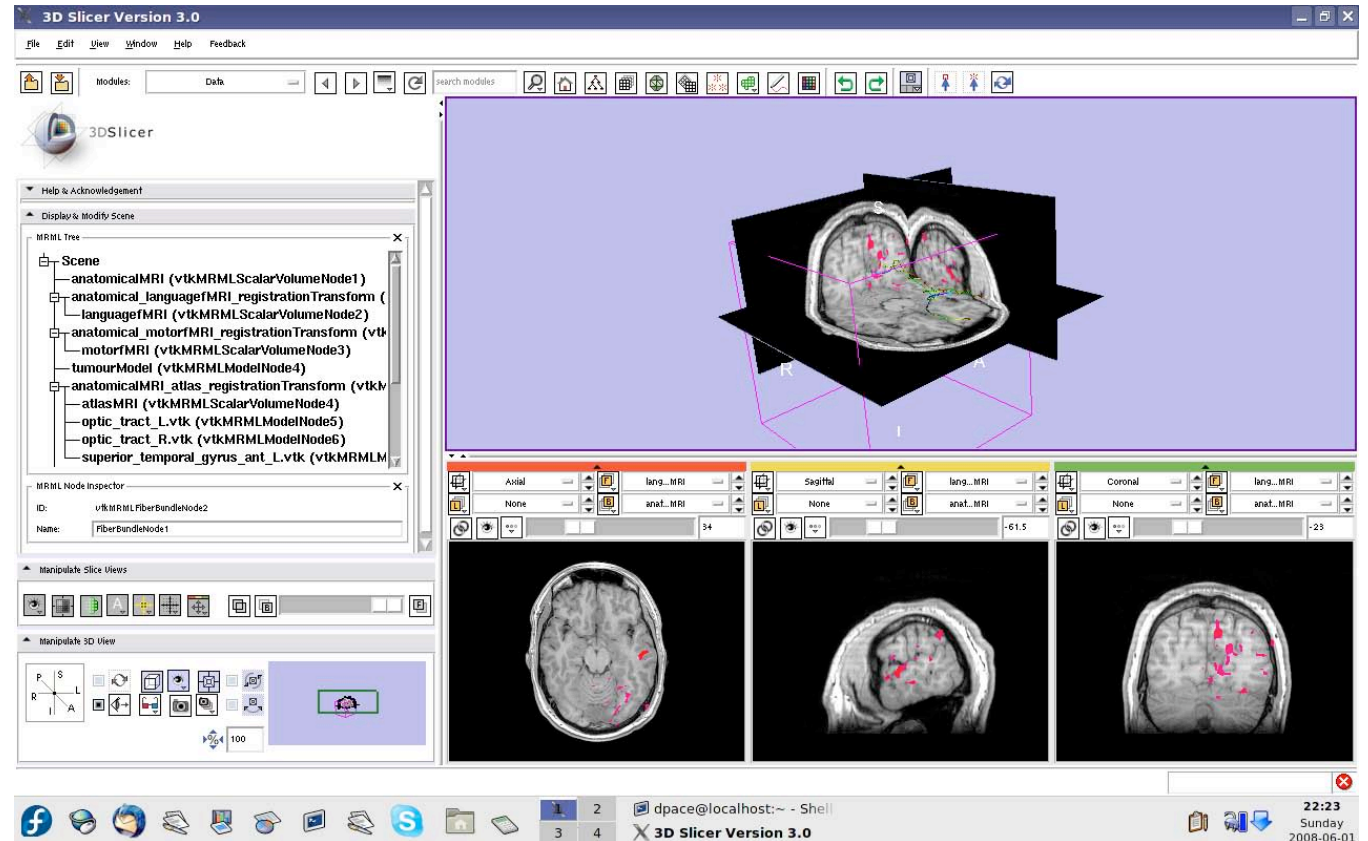 3D Slicer Version 3.0
File Edit View Window Help Feedback
Modules: Data search modules
3DSlicer
Help & Acknowledgement
Display & Modify Scene
MRML Tree
Scene
anatomicalMRI (vtkMRMLScalarVolumeNode1)
anatomical_languagefMRI_registrationTransform (
languagefMRI (vtkMRMLScalarVolumeNode2)
anatomical_motorfMRI_registrationTransform (vtk
motorfMRI (vtkMRMLScalarVolumeNode3)
tumourModel (vtkMRMLModelNode4)
anatomicalMRI_atlas_registrationTransform (vtkM
atlasMRI (vtkMRMLScalarVolumeNode4)
optic_tract_L.vtk (vtkMRMLModelNode5)
optic_tract_R.vtk (vtkMRMLModelNode6)
superior_temporal_gyrus_ant_L.vtk (vtkMRMLM
MRML Node Inspector
ID: vtkMRMLFiberBundleNode2
Name: FiberBundleNode1
Manipulate Slice Views
A B F
Manipulate 3D View
P S
R L
I A
% 100
S
R A
I
Axial F lang...MRI
L None B anat...MRI
34
Sagittal F lang...MRI
L None B anat...MRI
-61.5
Coronal F lang...MRI
L None B anat...MRI
-23
1 2
3 4
dpace@localhost:~ - Shell
3D Slicer Version 3.0
22:23
Sunday
2008-06-01